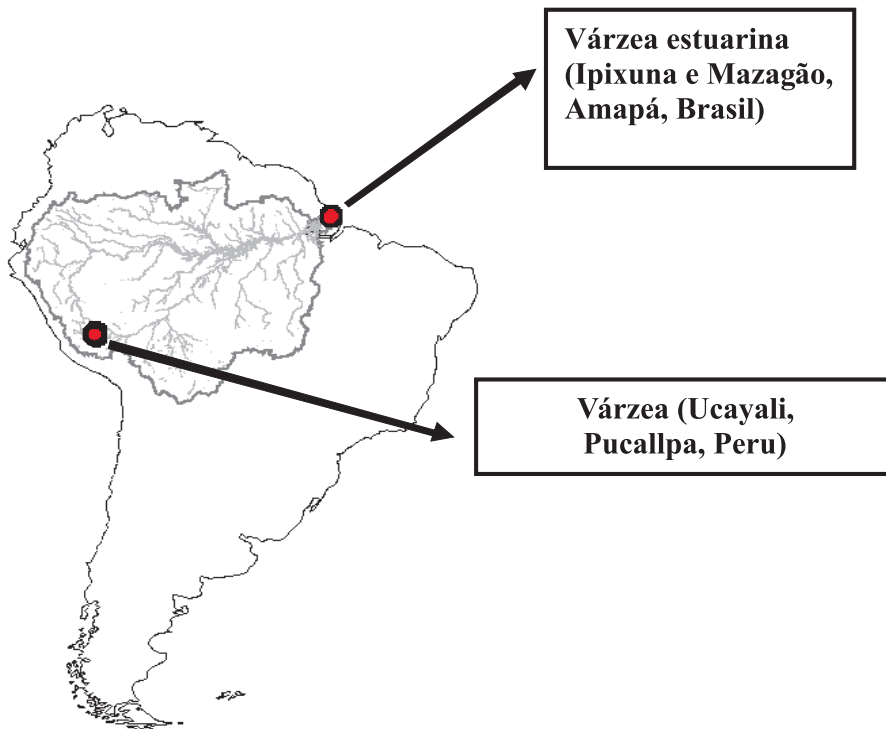 Várzea estuarina
(Ipixuna e Mazagão,
Amapá, Brasil)
Várzea (Ucayali,
Pucallpa, Peru)